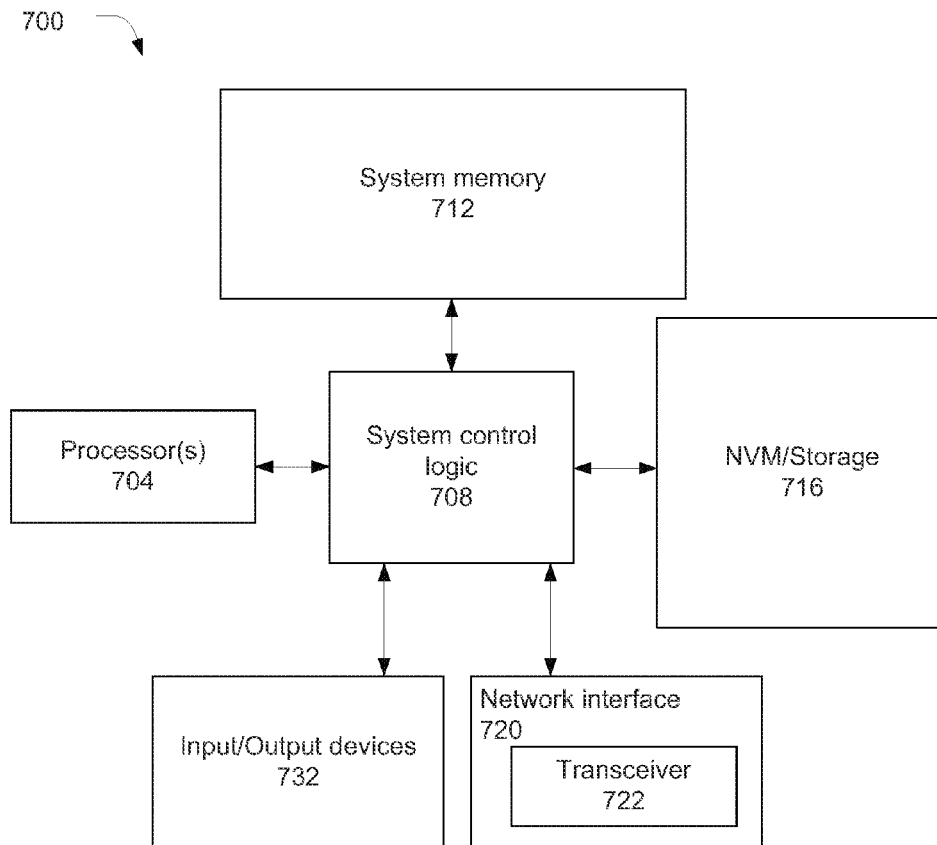 700
System memory
712
System control
logic
708
Processor(s)
704
NVM/Storage
716
Input/Output devices
732
Network interface
720
Transceiver
722